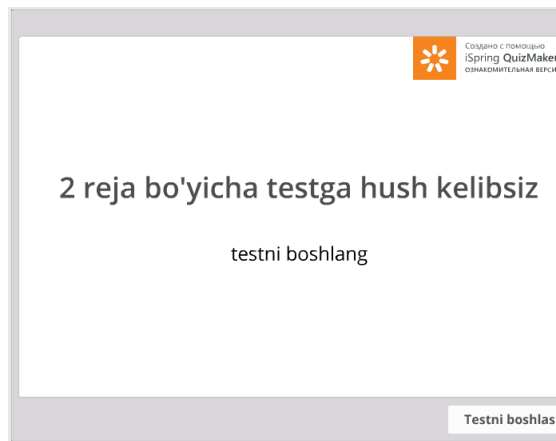 Создано с помощью
iSpring QuizMaker
ОЗНАКОМИТЕЛЬНАЯ ВЕРСИ
2 reja bo'yicha testga hush kelibsiz
testni boshlang
Testni boshlas